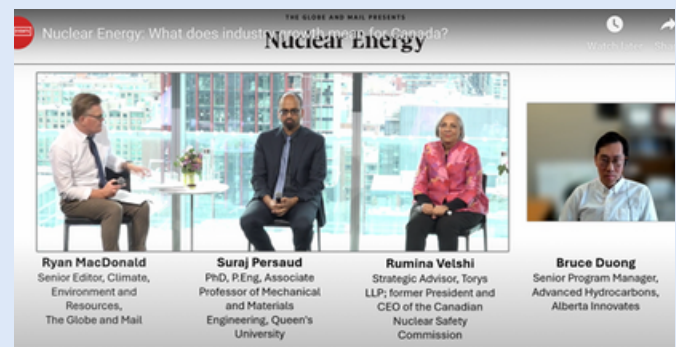 THE GLOBE AND MAIL PRESENTS
Nuclear Energy: What does industry growth mean for Canada?
Nuclear Energy
Watch later
Ryan MacDonald
Senior Editor, Climate,
Environment and
Resources,
The Globe and Mail
Suraj Persaud
PhD, P.Eng, Associate
Professor of Mechanical
and Materials
Engineering, Queen's
University
Rumina Velshi
Strategic Advisor, Torys
LLP; former President and
CEO of the Canadian
Nuclear Safety
Commission
Bruce Duong
Senior Program Manager,
Advanced Hydrocarbons,
Alberta Innovates